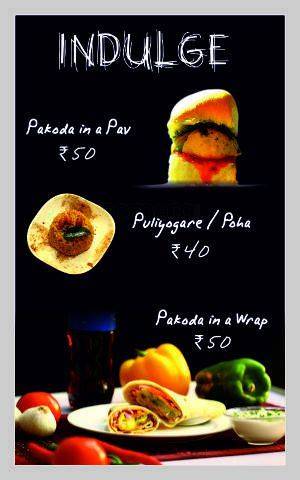 INDULGE
Pakoda in a Pav
₹50
Puliyogare / Poha
₹40
Pakoda in a Wrap
₹50